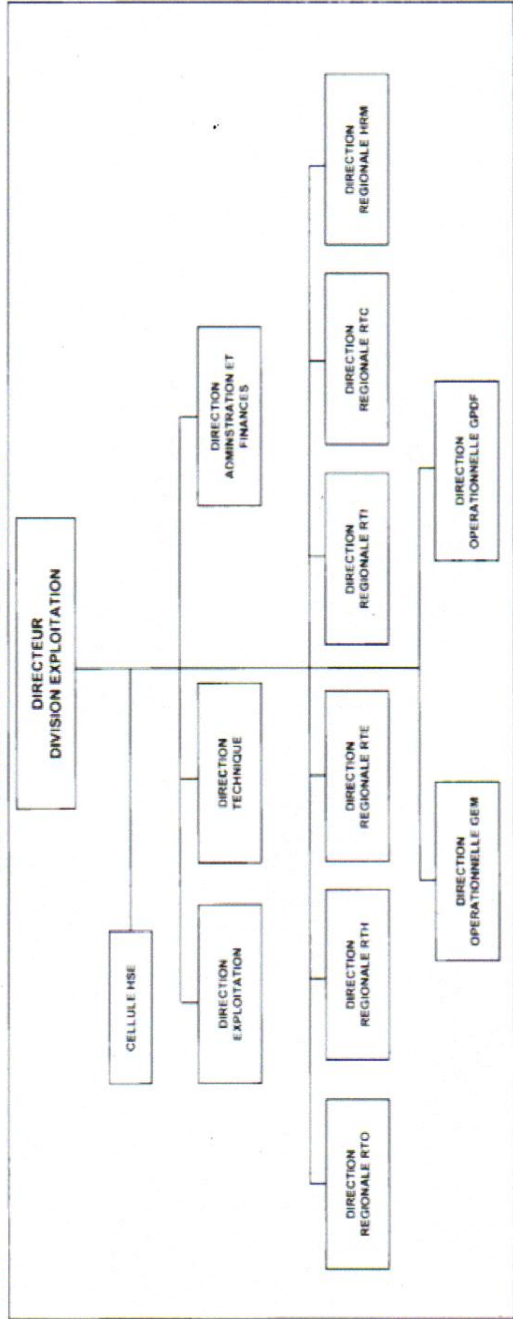 DIRECTEUR
DIVISION EXPLOITATION
CELLULE HSE
DIRECTION
EXPLOITATION
DIRECTION
TECHNIQUE
DIRECTION
ADMINSTRATION ET
FINANCES
DIRECTION
REGIONALE RTO
DIRECTION
REGIONALE RTH
DIRECTION
REGIONALE RTE
DIRECTION
REGIONALE RTI
DIRECTION
REGIONALE RTC
DIRECTION
REGIONALE HRM
DIRECTION
OPERATIONNELLE GEM
DIRECTION
OPERATIONNELLE GPDF